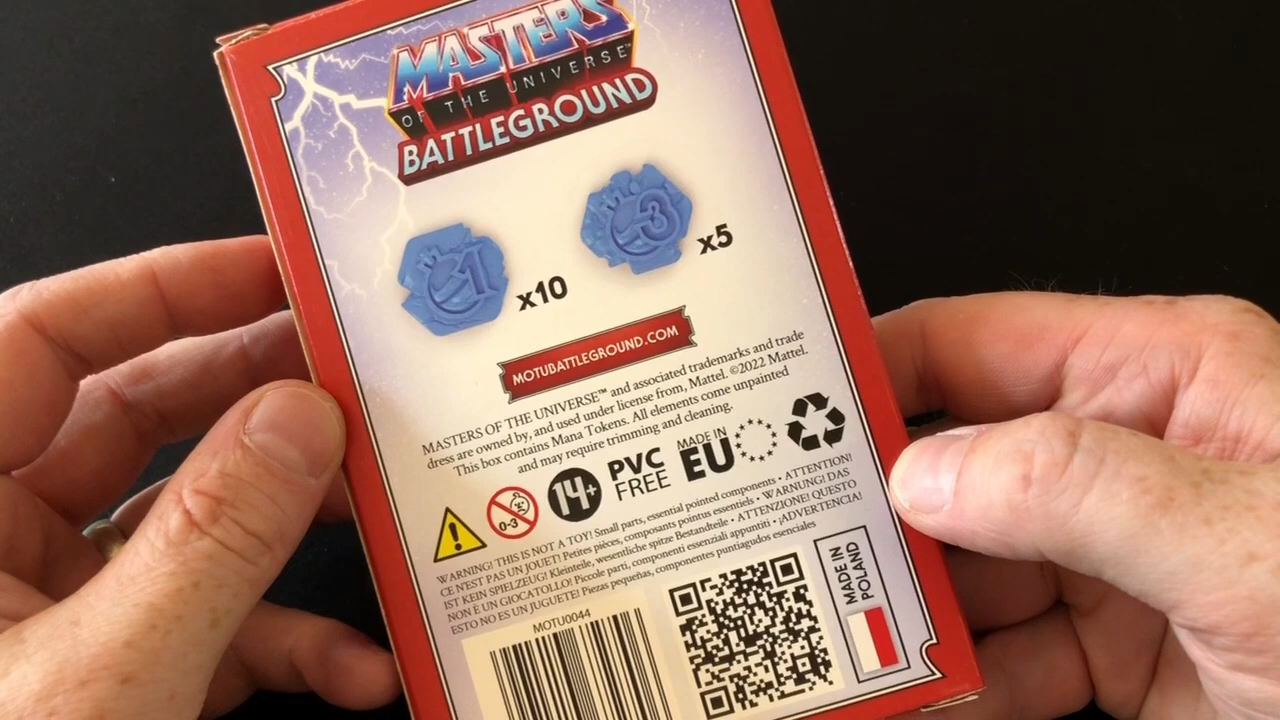 MASTERS
OF THE UNIVERSE™
BATTLEGROUND
1
x10
3
x5
MOTUBATTLEGROUND.COM
MASTERS OF THE UNIVERSE™ and associated trademarks and trade
dress are owned by, and used under license from, Mattel. ©2022 Mattel.
This box contains Mana Tokens. All elements come unpainted
and may require trimming and cleaning.
0-3
14+
PVC
FREE
MADE IN
EU
WARNING! THIS IS NOT A TOY! Small parts, essential pointed components • ATTENTION!
CE N'EST PAS UN JOUET! Petites pièces, composants pointus essentiels • WARNUNG! DAS
IST KEIN SPIELZEUG! Kleinteile, wesentliche spitze Bestandteile • ATTENZIONE! QUESTO
NON È UN GIOCATOLLO! Piccole parti, componenti essenziali appuntiti • ¡ADVERTENCIA!
ESTO NO ES UN JUGUETE! Piezas pequeñas, componentes puntiagudos esenciales
MOTU0044
MADE IN
POLAND